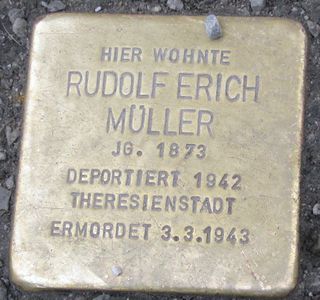 HIER WOHNTE
RUDOLF ERICH
MÜLLER
JG. 1873
DEPORTIERT 1942
THERESIENSTADT
ERMORDET 3.3.1943